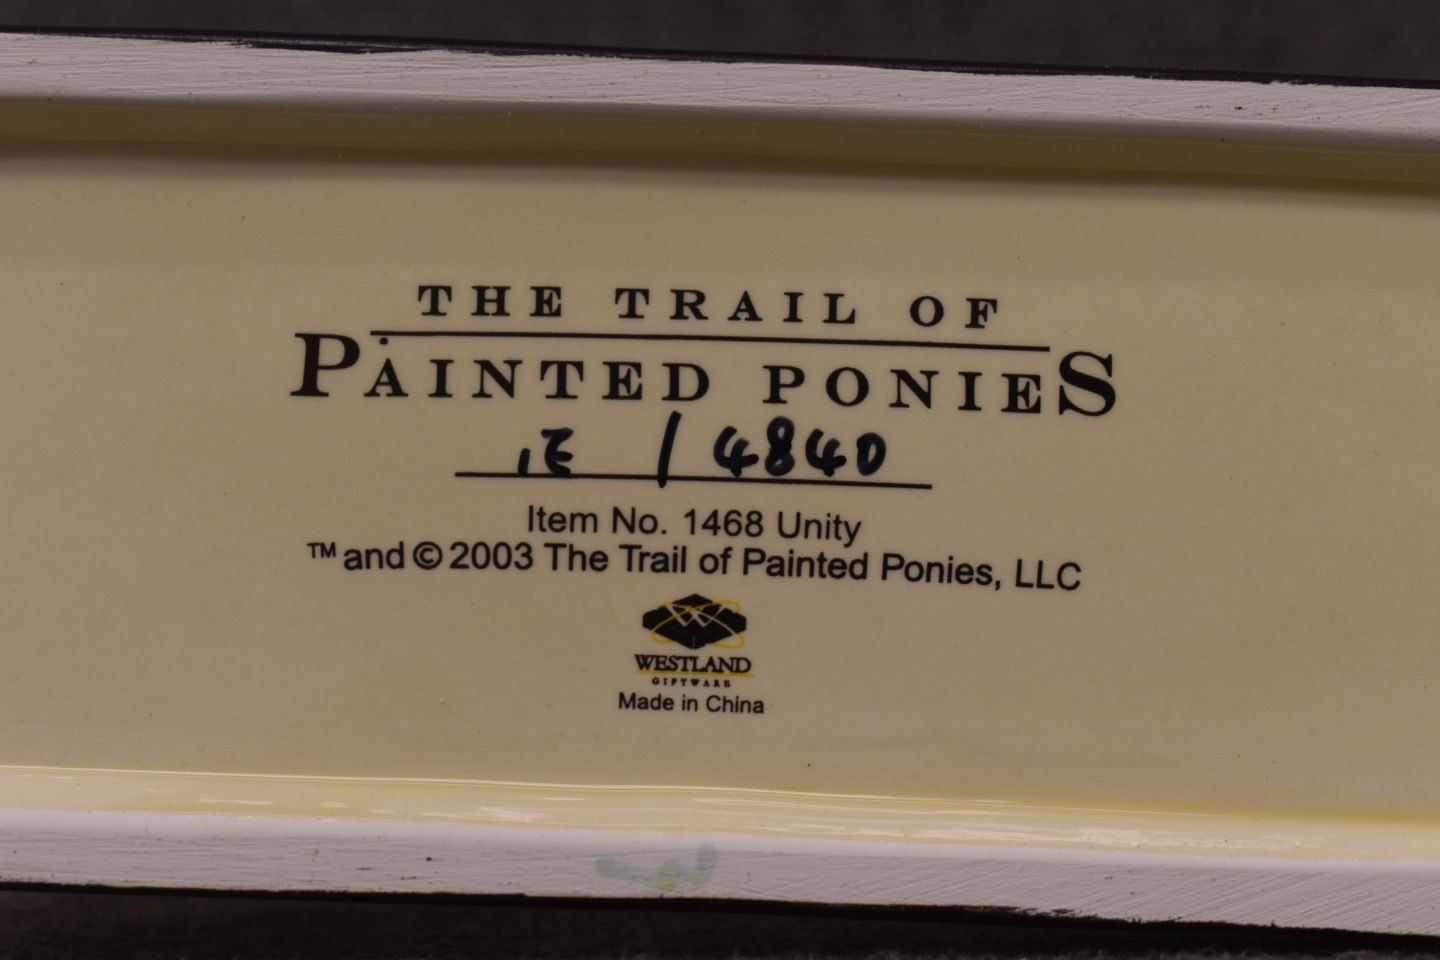 THE TRAIL OF
PAINTED PONIES
1E / 4840
Item No. 1468 Unity
™ and © 2003 The Trail of Painted Ponies, LLC
WESTLAND
GIFTWARE
Made in China